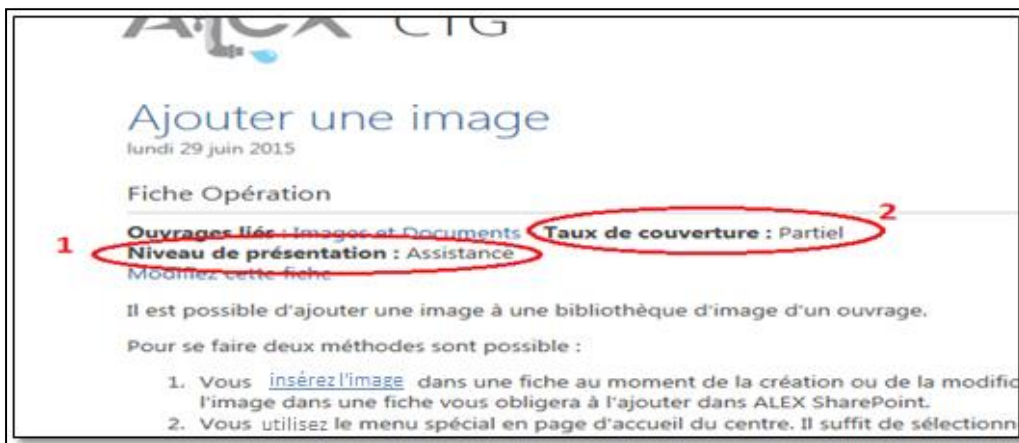 ALEX CTG
Ajouter une image
lundi 29 juin 2015
Fiche Opération
2
Ouvrages liés : Images et Documents Taux de couverture : Partiel
1
Niveau de présentation : Assistance
Modifiez cette fiche
Il est possible d'ajouter une image à une bibliothèque d'image d'un ouvrage.
Pour se faire deux méthodes sont possible :
1. Vous insérez l'image dans une fiche au moment de la création ou de la modific
l'image dans une fiche vous obligera à l'ajouter dans ALEX SharePoint.
2. Vous utilisez le menu spécial en page d'accueil du centre. Il suffit de sélectionn